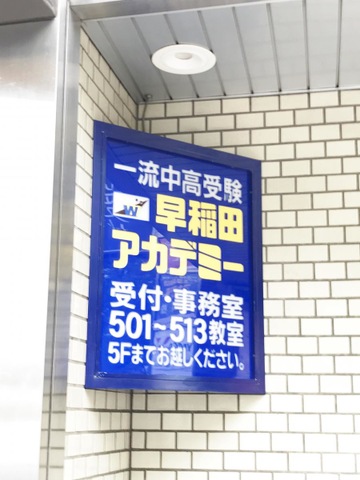 一流中高受験
W 早稲田
アカデミー
受付・事務室
501~513教室
5Fまでお越しください。